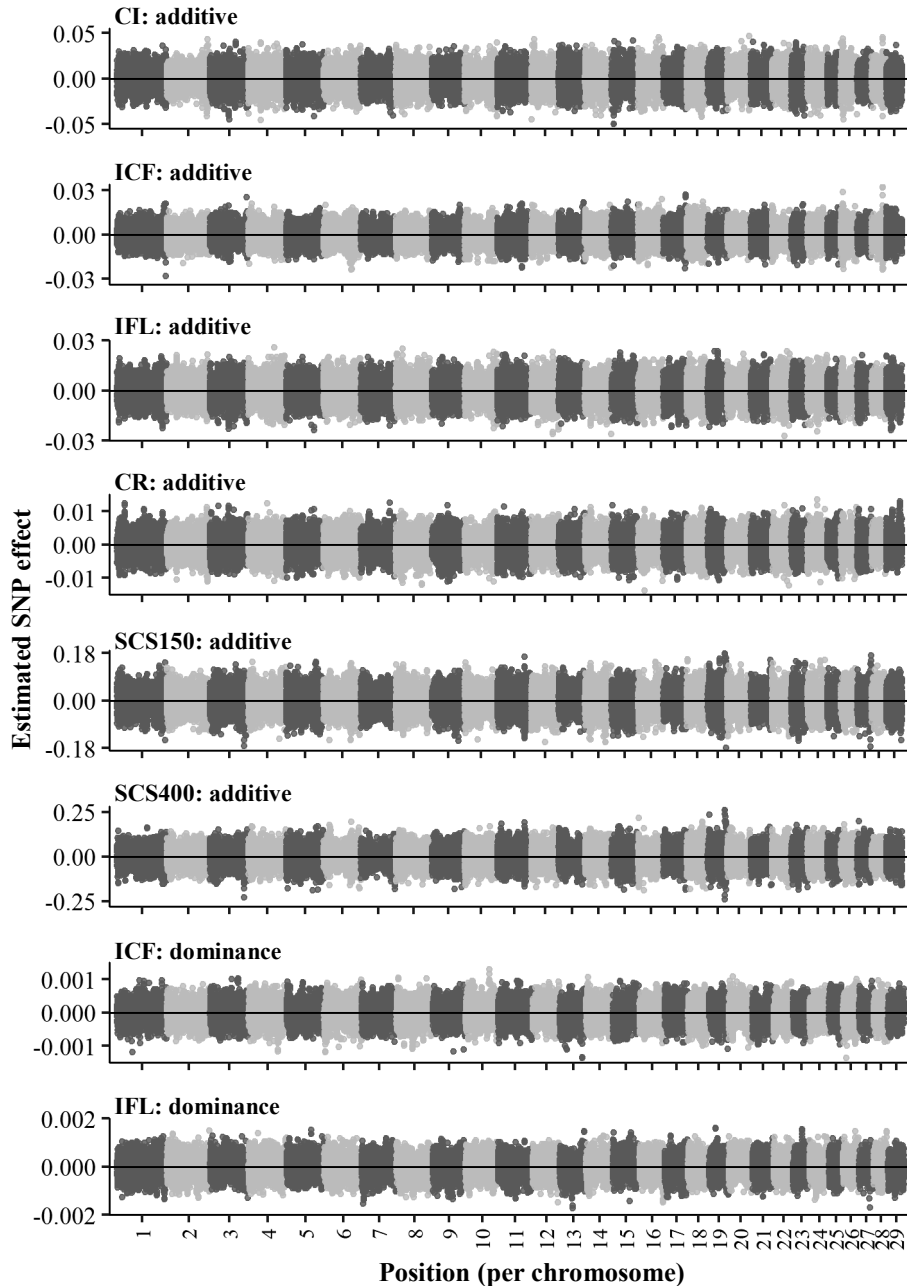 CI: additive
0.05
0.00
-0.05
ICF: additive
0.03
0.00
-0.03
IFL: additive
0.03
0.00
-0.03
CR: additive
0.01
0.00
-0.01
SCS150: additive
0.18
0.00
-0.18
SCS400: additive
0.25
0.00
-0.25
ICF: dominance
0.001
0.000
-0.001
IFL: dominance
0.002
0.000
-0.002
Estimated SNP effect
1 2 3 4 5 6 7 8 9 10 11 12 13 14 15 16 17 18 19 20 21 22 23 24 25 26 27 28 29
Position (per chromosome)